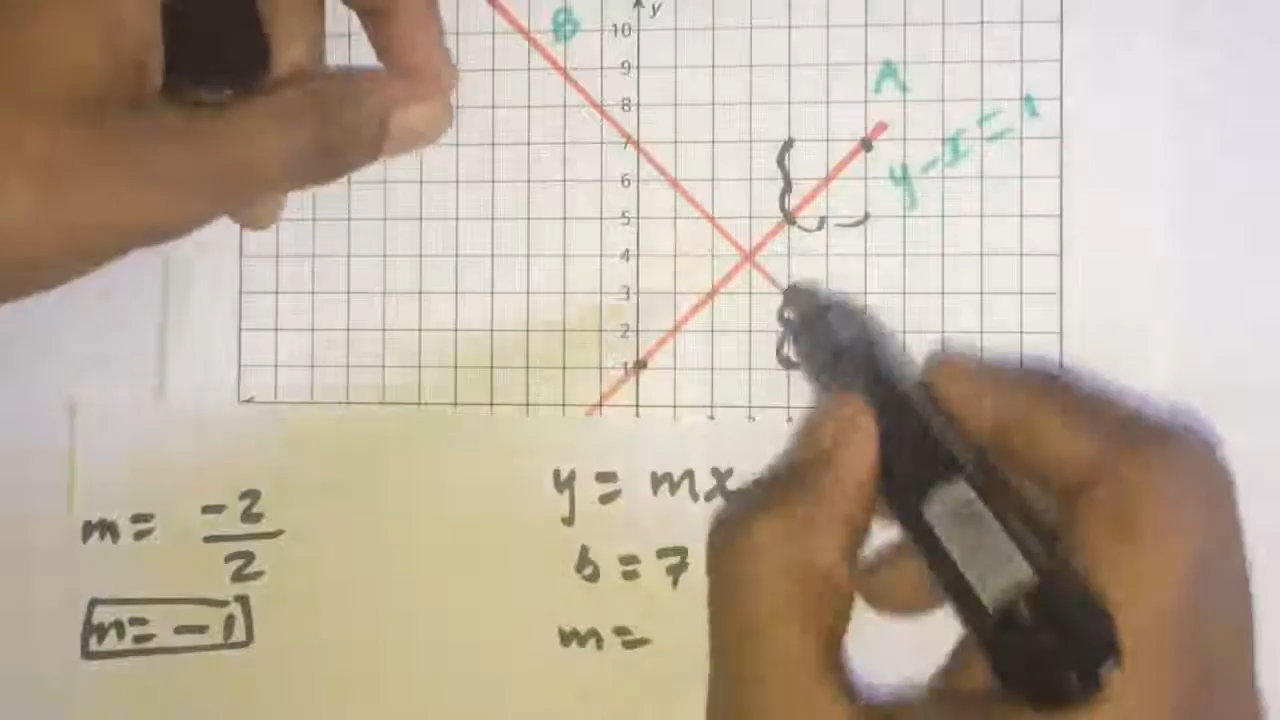 y
10
B
9
A
8
7
y - x = 1
6
5
4
3
2
1
m = -2/2
m = -1
y = mx
b = 7
m =